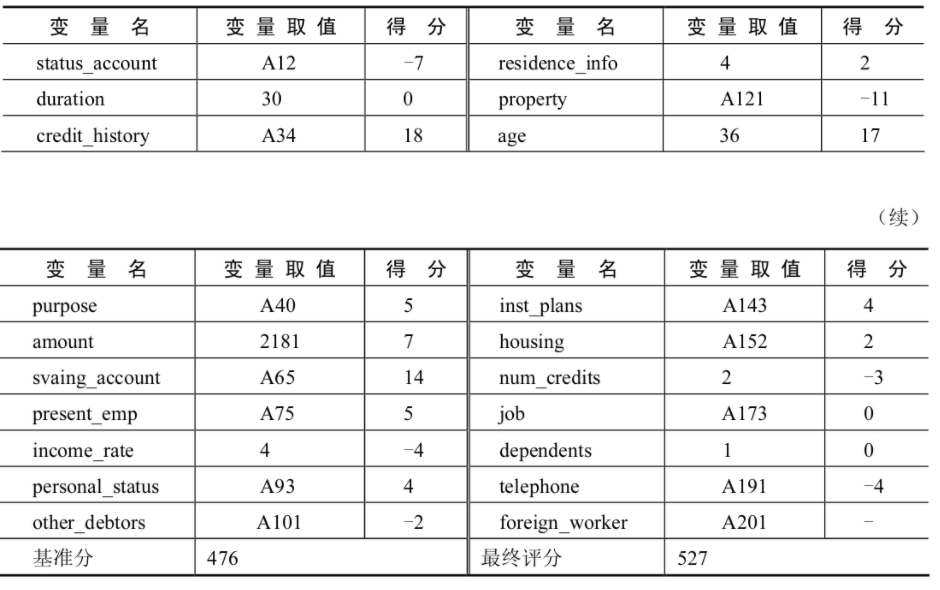 变 量 名 变 量 取 值 得 分 变 量 名 变 量 取 值 得 分
status_account A12 -7 residence_info 4 2
duration 30 0 property A121 -11
credit_history A34 18 age 36 17
（续）
变 量 名 变 量 取 值 得 分 变 量 名 变 量 取 值 得 分
purpose A40 5 inst_plans A143 4
amount 2181 7 housing A152 2
svaing_account A65 14 num_credits 2 -3
present_emp A75 5 job A173 0
income_rate 4 -4 dependents 1 0
personal_status A93 4 telephone A191 -4
other_debtors A101 -2 foreign_worker A201 -
基准分 476 最终评分 527